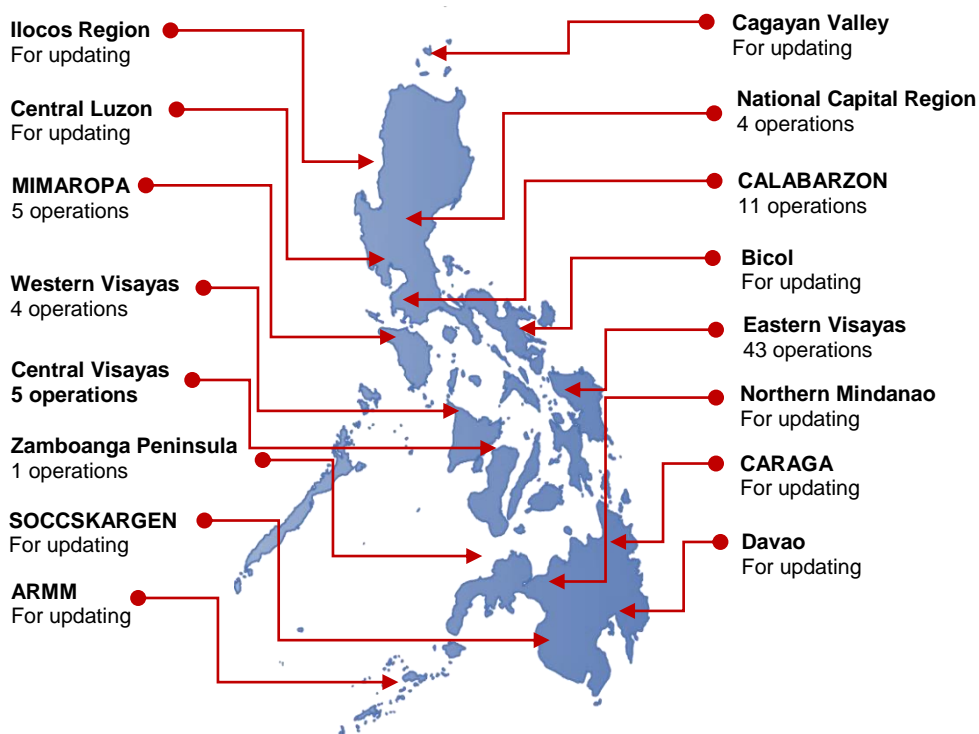 Ilocos Region
For updating
Central Luzon
For updating
MIMAROPA
5 operations
Western Visayas
4 operations
Central Visayas
5 operations
Zamboanga Peninsula
1 operations
SOCCSKARGEN
For updating
ARMM
For updating
Cagayan Valley
For updating
National Capital Region
4 operations
CALABARZON
11 operations
Bicol
For updating
Eastern Visayas
43 operations
Northern Mindanao
For updating
CARAGA
For updating
Davao
For updating